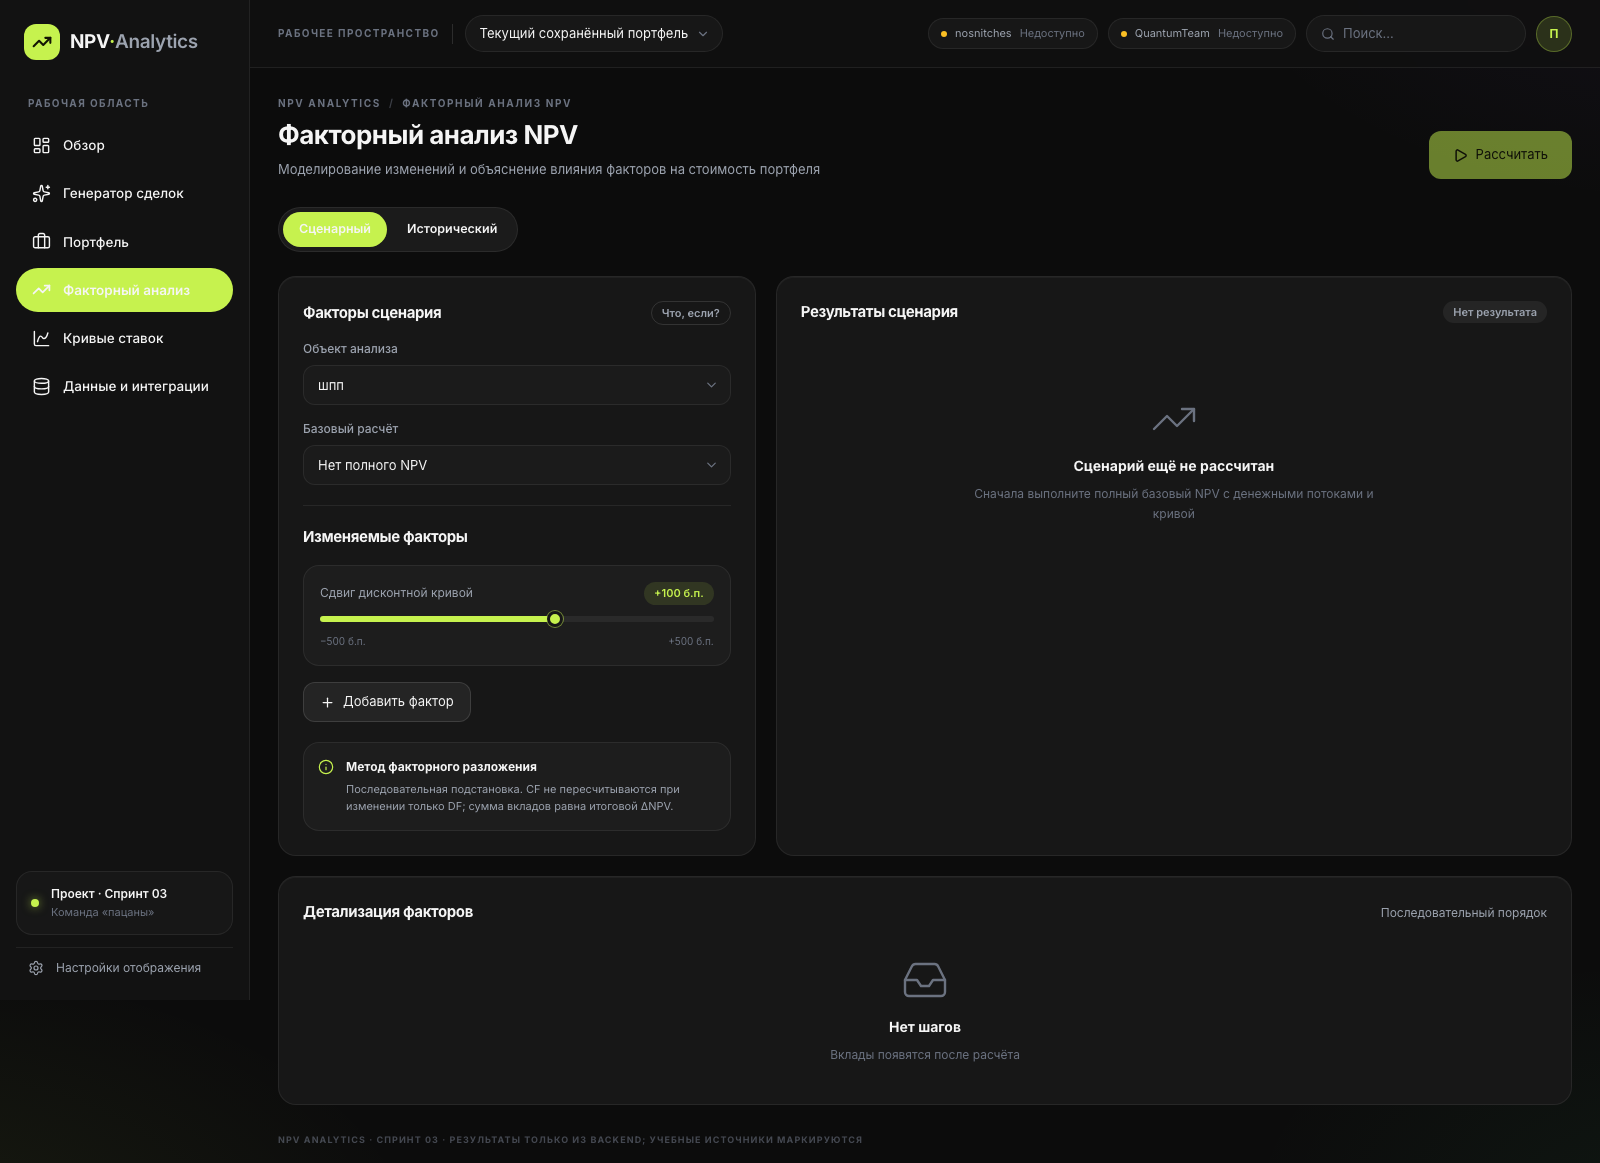 NPV·Analytics
РАБОЧАЯ ОБЛАСТЬ
Обзор
Генератор сделок
Портфель
Факторный анализ
Кривые ставок
Данные и интеграции
Проект · Спринт 03
Команда «пацаны»
Настройки отображения
РАБОЧЕЕ ПРОСТРАНСТВО
Текущий сохранённый портфель
nosnitches Недоступно
QuantumTeam Недоступно
Поиск...
П
NPV ANALYTICS / ФАКТОРНЫЙ АНАЛИЗ NPV
Факторный анализ NPV
Моделирование изменений и объяснение влияния факторов на стоимость портфеля
Рассчитать
Сценарный
Исторический
Факторы сценария
Что, если?
Объект анализа
шпп
Базовый расчёт
Нет полного NPV
Изменяемые факторы
Сдвиг дисконтной кривой
+100 б.п.
−500 б.п.
+500 б.п.
Добавить фактор
Метод факторного разложения
Последовательная подстановка. CF не пересчитываются при
изменении только DF; сумма вкладов равна итоговой ΔNPV.
Результаты сценария
Нет результата
Сценарий ещё не рассчитан
Сначала выполните полный базовый NPV с денежными потоками и
кривой
Детализация факторов
Последовательный порядок
Нет шагов
Вклады появятся после расчёта
NPV ANALYTICS · СПРИНТ 03 · РЕЗУЛЬТАТЫ ТОЛЬКО ИЗ BACKEND; УЧЕБНЫЕ ИСТОЧНИКИ МАРКИРУЮТСЯ